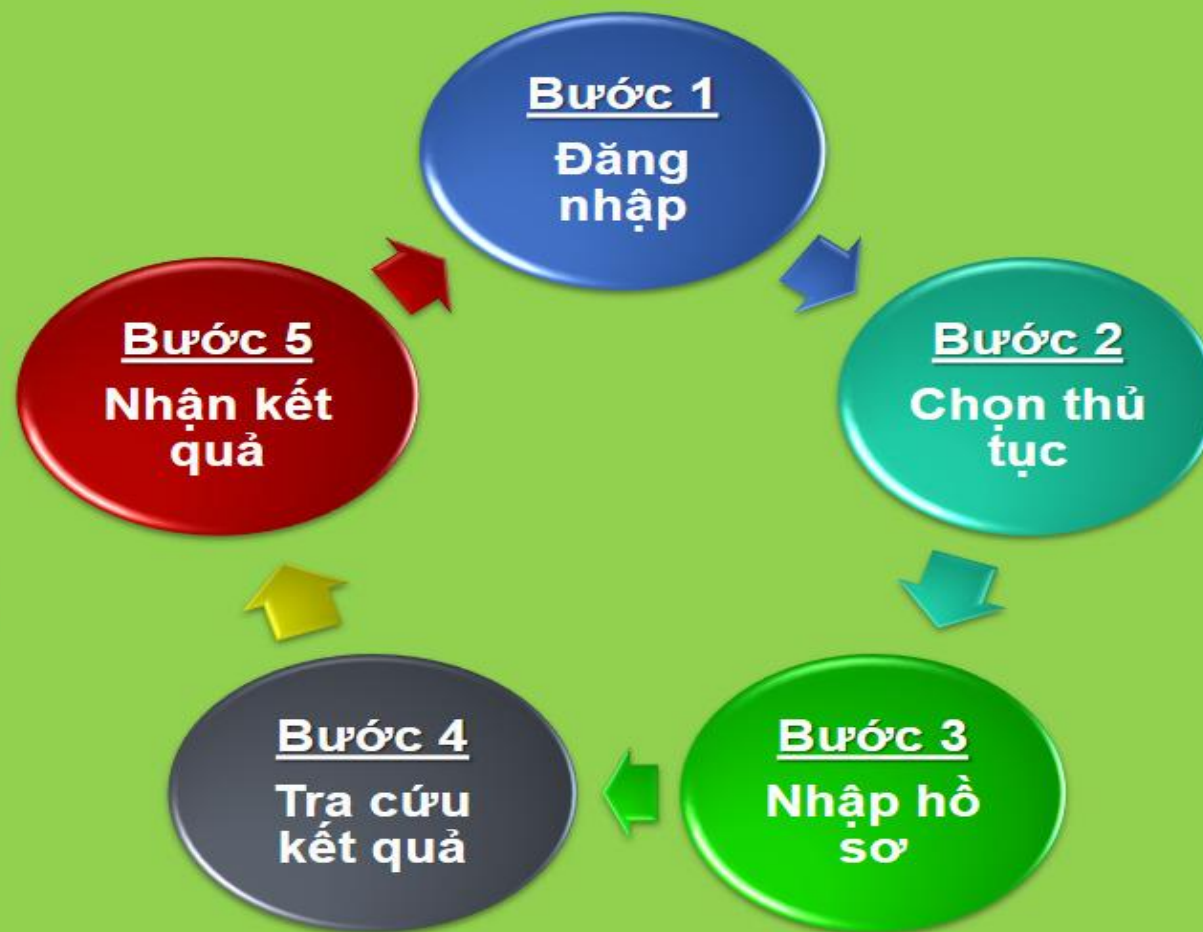 Bước 1
Đăng
nhập
Bước 2
Chọn thủ
tục
Bước 3
Nhập hồ
sơ
Bước 4
Tra cứu
kết quả
Bước 5
Nhận kết
quả